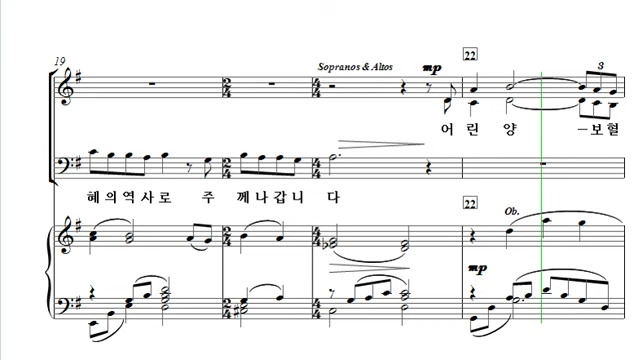 19
22
Sopranos & Altos
mp
3
어 린 양 보혈
혜 의 역 사 로 주 께 나 갑 니 다
22
Ob.
mp